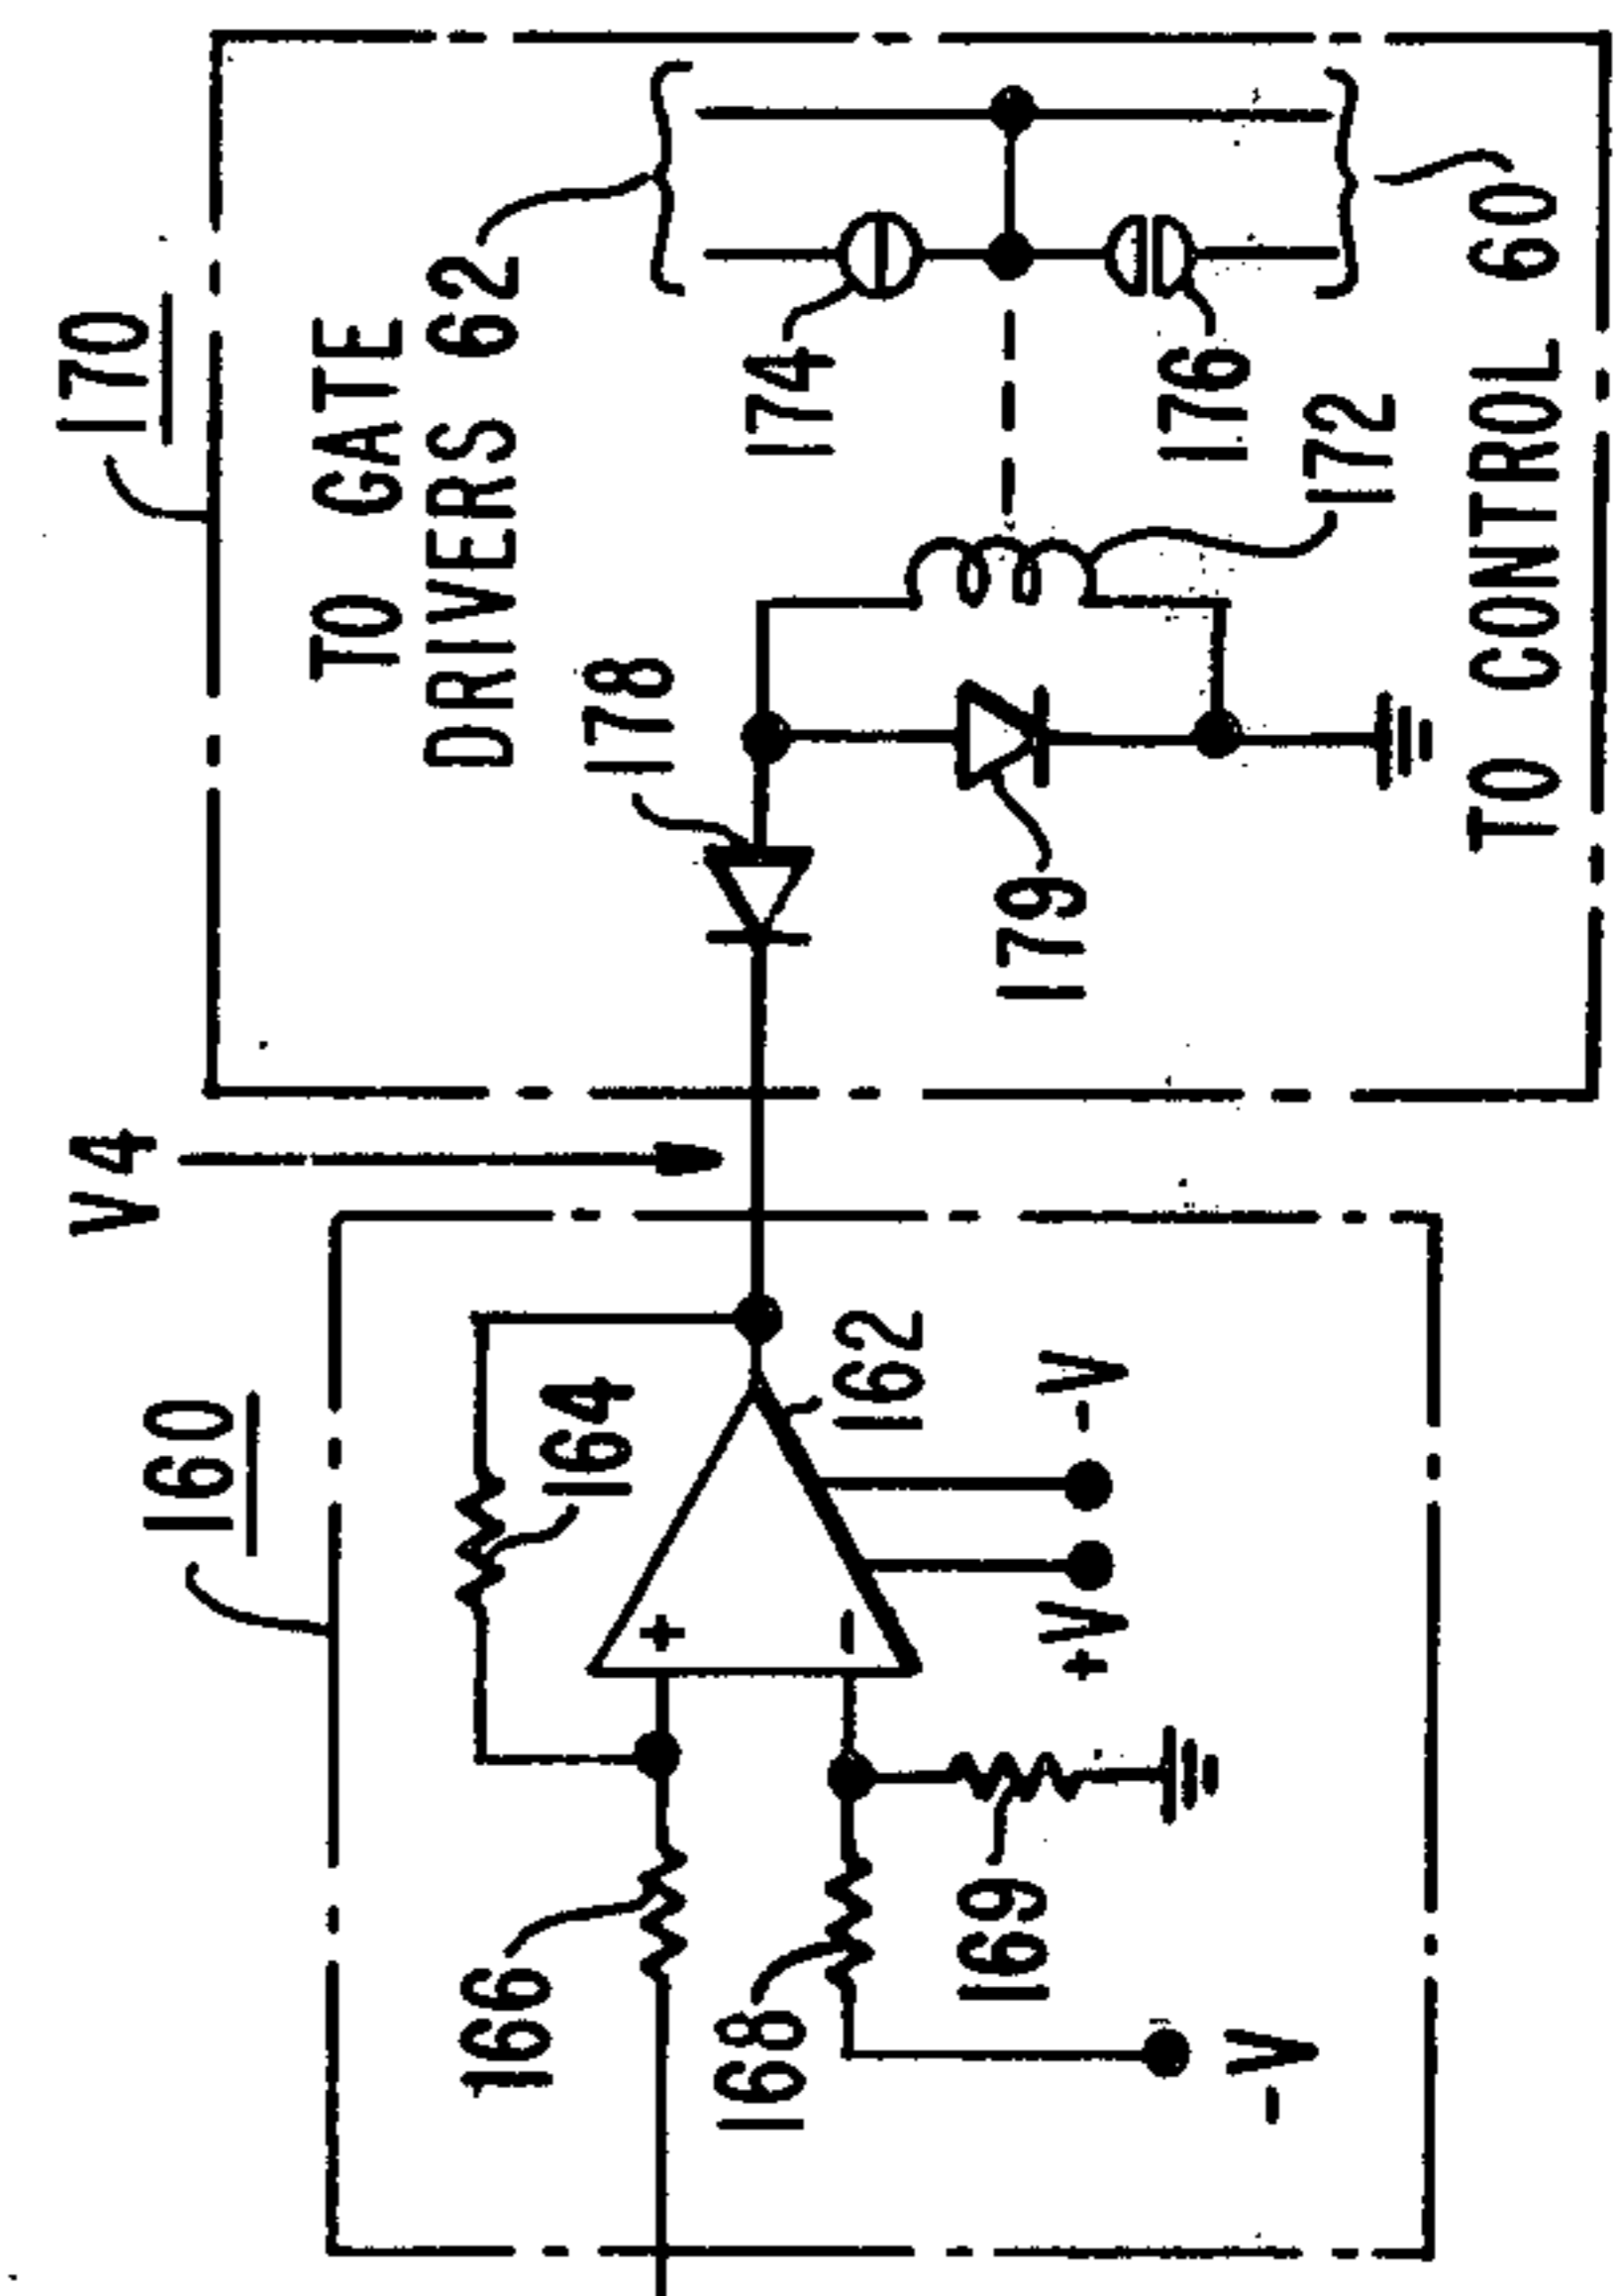 170
TO GATE
DRIVERS 62
174
176
172
178
179
TO CONTROL 60
V4
160
164
162
+
−
+V
-V
166
168
169
-V